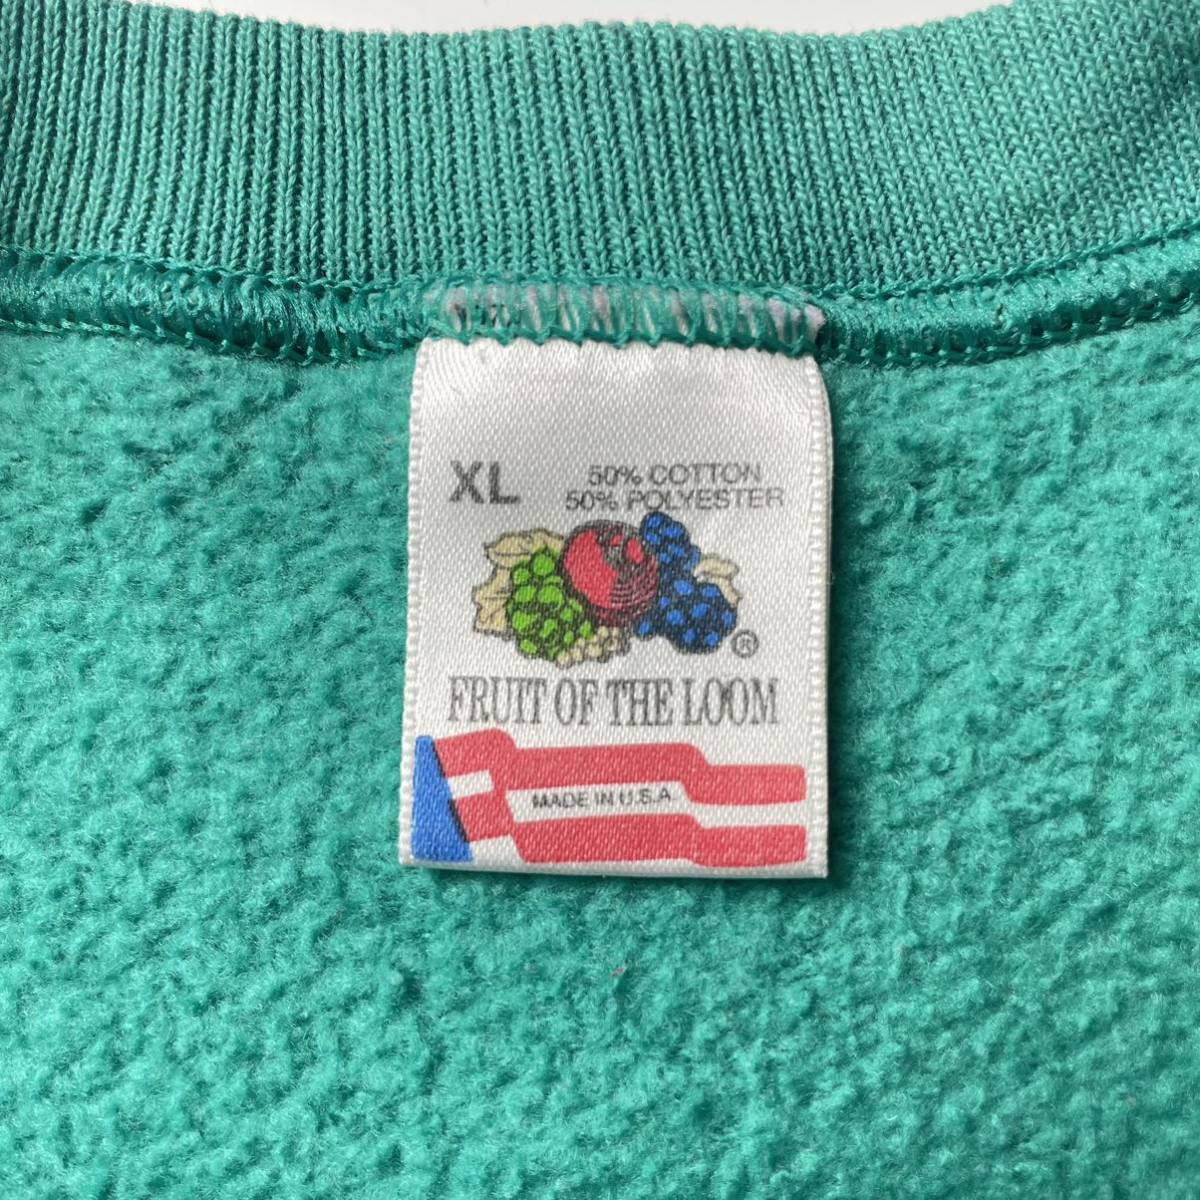 XL
50% COTTON
50% POLYESTER
®
FRUIT OF THE LOOM
MADE IN U.S.A.